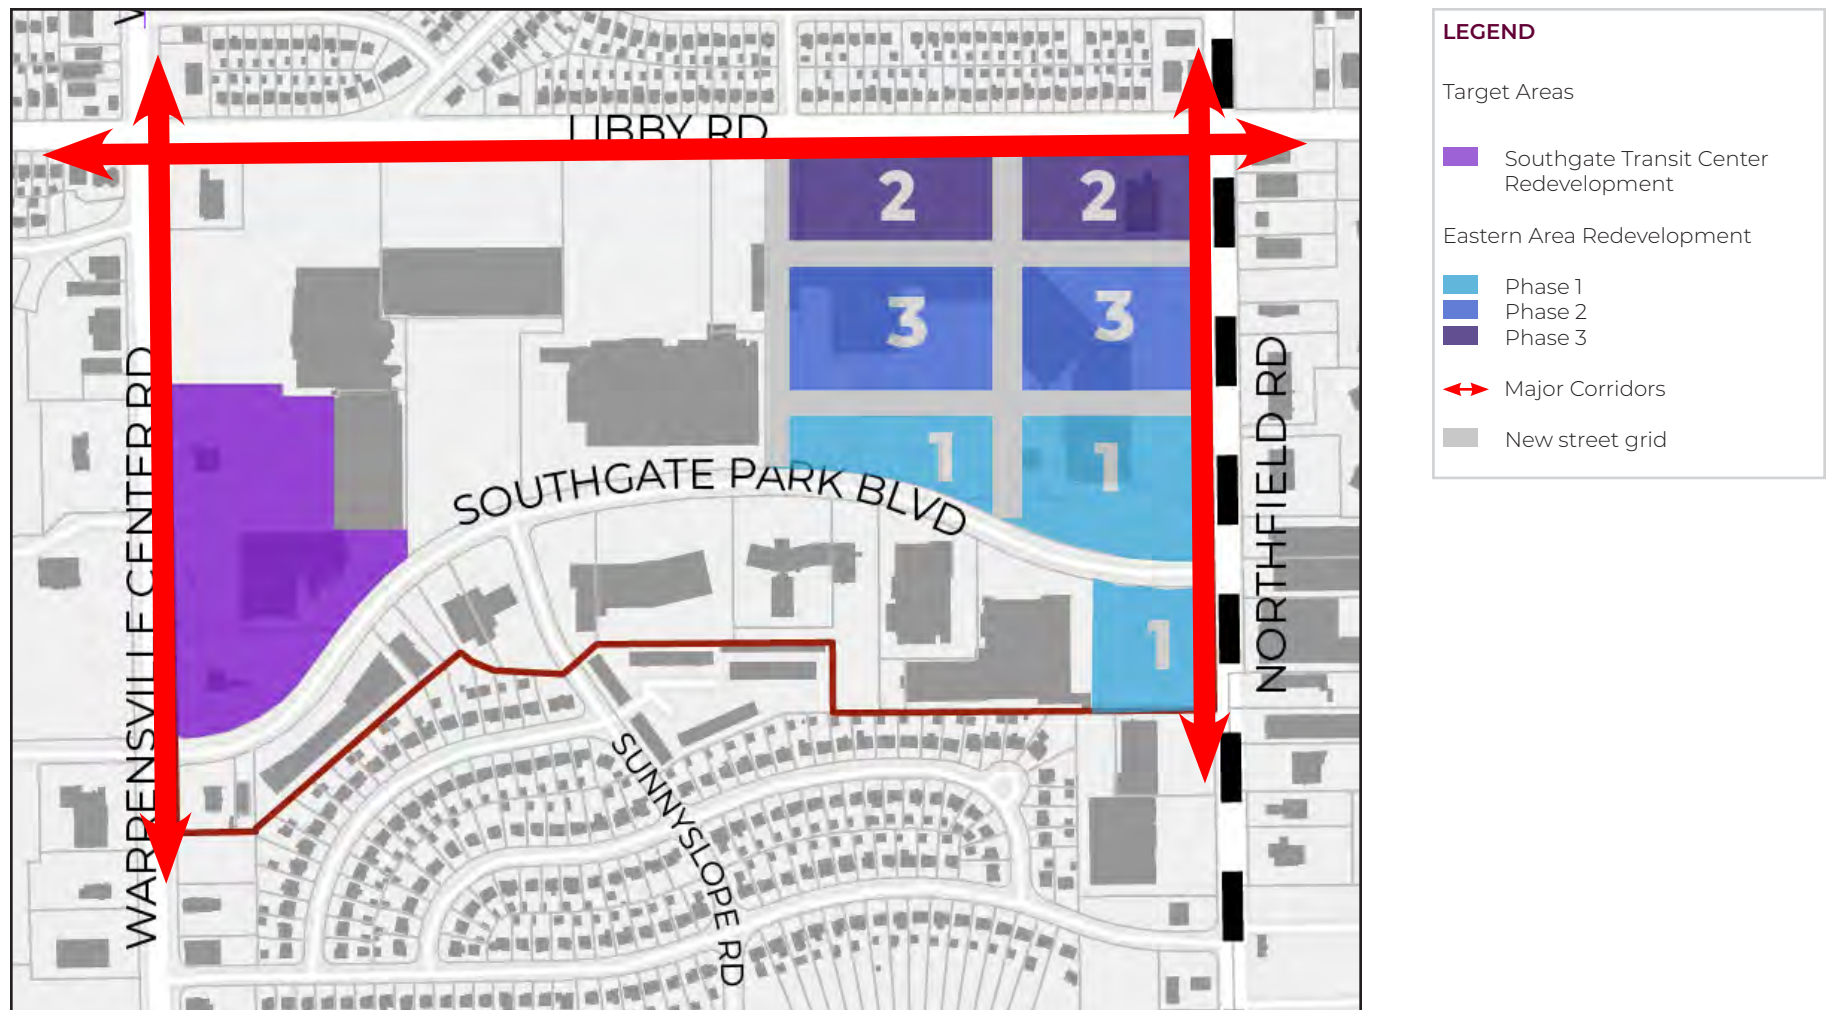 LIBBY RD
2 2
3 3
1 1
1
WARRENSVILLE CENTER RD
SOUTHGATE PARK BLVD
NORTHFIELD RD
SUNNYSLOPE RD
LEGEND
Target Areas
Southgate Transit Center
Redevelopment
Eastern Area Redevelopment
Phase 1
Phase 2
Phase 3
Major Corridors
New street grid